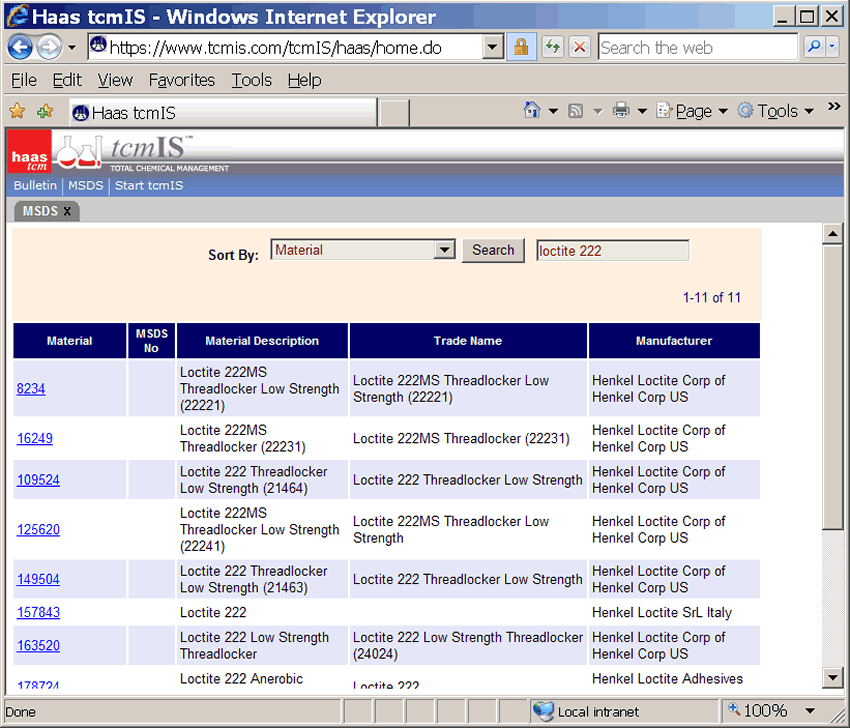 Haas tcmIS - Windows Internet Explorer
https://www.tcmis.com/tcmIS/haas/home.do
Search the web
File Edit View Favorites Tools Help
Haas tcmIS
Page Tools »
haas
tcm
tcmIS™
TOTAL CHEMICAL MANAGEMENT
Bulletin | MSDS | Start tcmIS
MSDS x
Sort By: Material Search loctite 222
1-11 of 11
Material MSDS No Material Description Trade Name Manufacturer
8234 Loctite 222MS Threadlocker Low Strength (22221) Loctite 222MS Threadlocker Low Strength (22221) Henkel Loctite Corp of Henkel Corp US
16249 Loctite 222MS Threadlocker (22231) Loctite 222MS Threadlocker (22231) Henkel Loctite Corp of Henkel Corp US
109524 Loctite 222 Threadlocker Low Strength (21464) Loctite 222 Threadlocker Low Strength Henkel Loctite Corp of Henkel Corp US
125620 Loctite 222MS Threadlocker Low Strength (22241) Loctite 222MS Threadlocker Low Strength Henkel Loctite Corp of Henkel Corp US
149504 Loctite 222 Threadlocker Low Strength (21463) Loctite 222 Threadlocker Low Strength Henkel Loctite Corp of Henkel Corp US
157843 Loctite 222 Henkel Loctite SrL Italy
163520 Loctite 222 Low Strength Threadlocker Loctite 222 Low Strength Threadlocker (24024) Henkel Loctite Corp of Henkel Corp US
178724 Loctite 222 Anerobic Loctite 222 Henkel Loctite Adhesives
Done Local intranet 100%